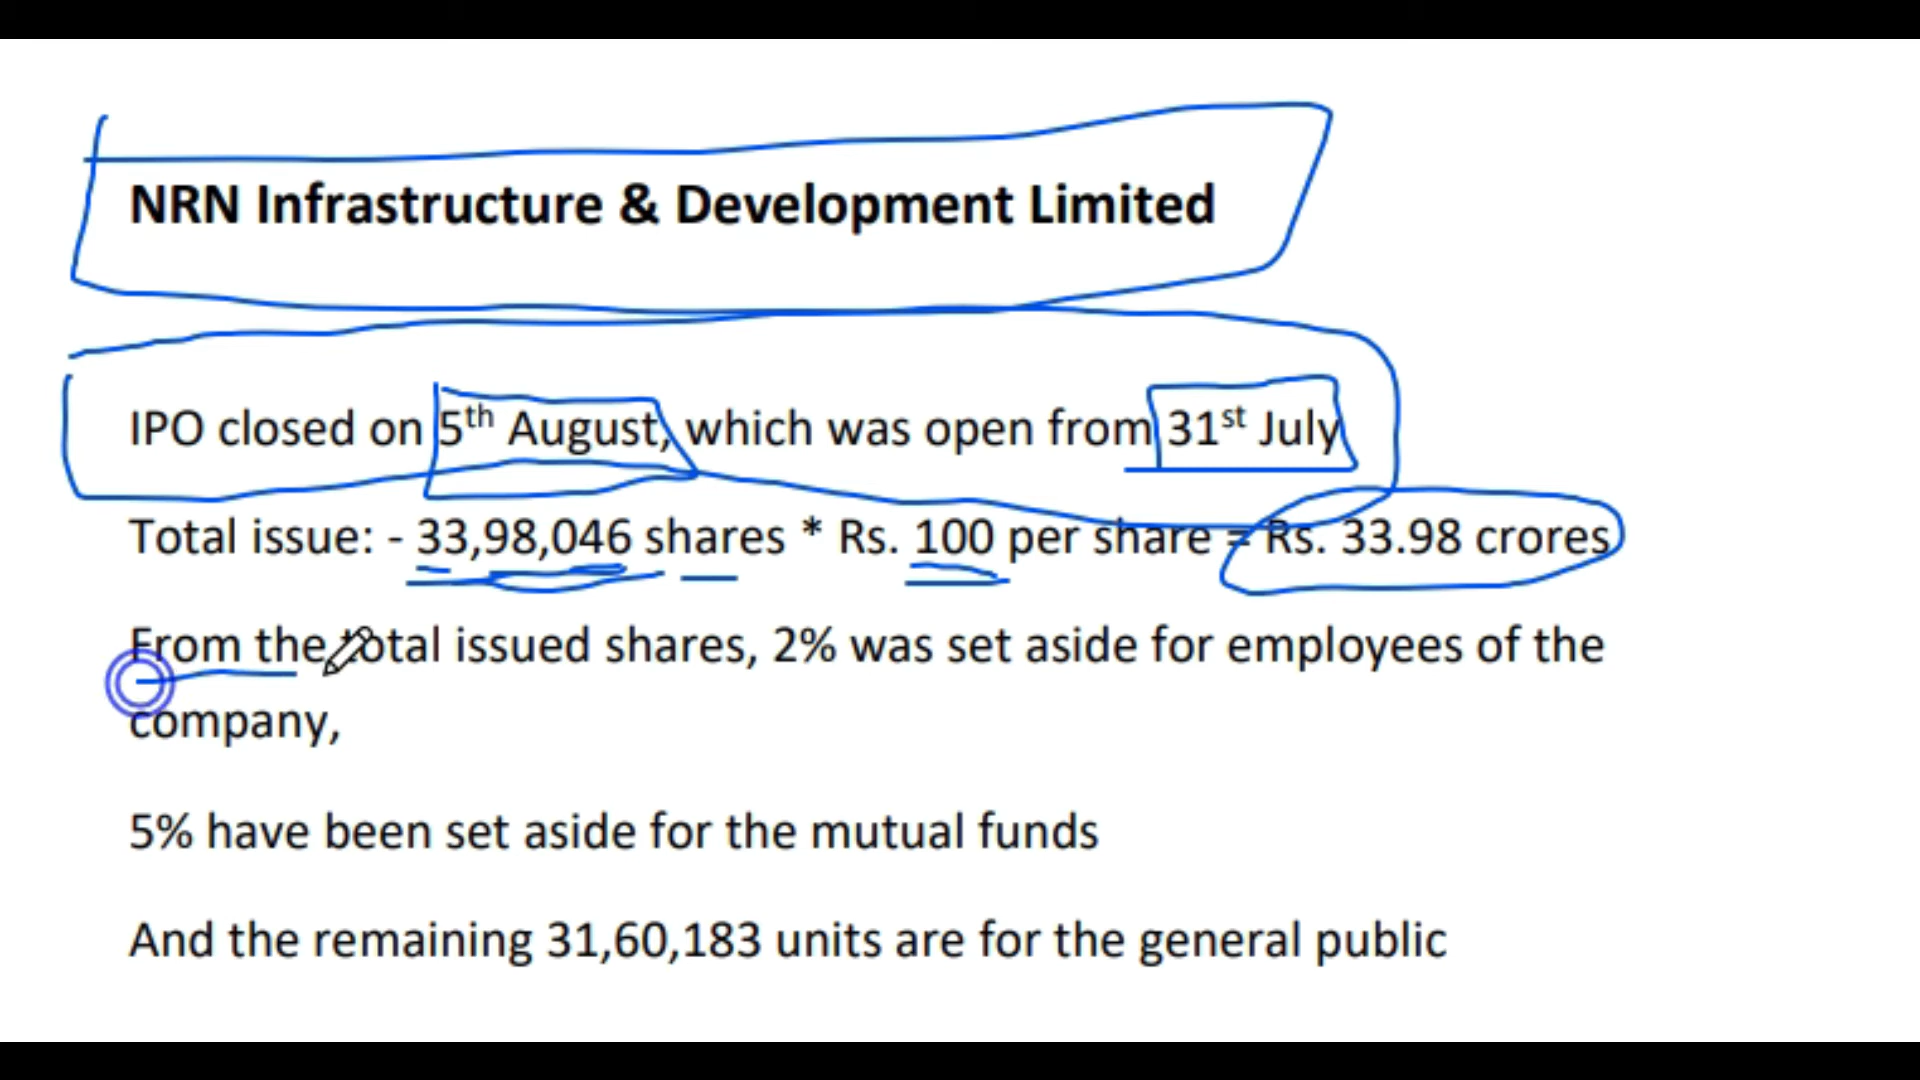 NRN Infrastructure & Development Limited
IPO closed on 5th August, which was open from 31st July
Total issue: - 33,98,046 shares * Rs. 100 per share = Rs. 33.98 crores
From the total issued shares, 2% was set aside for employees of the
company,
5% have been set aside for the mutual funds
And the remaining 31,60,183 units are for the general public